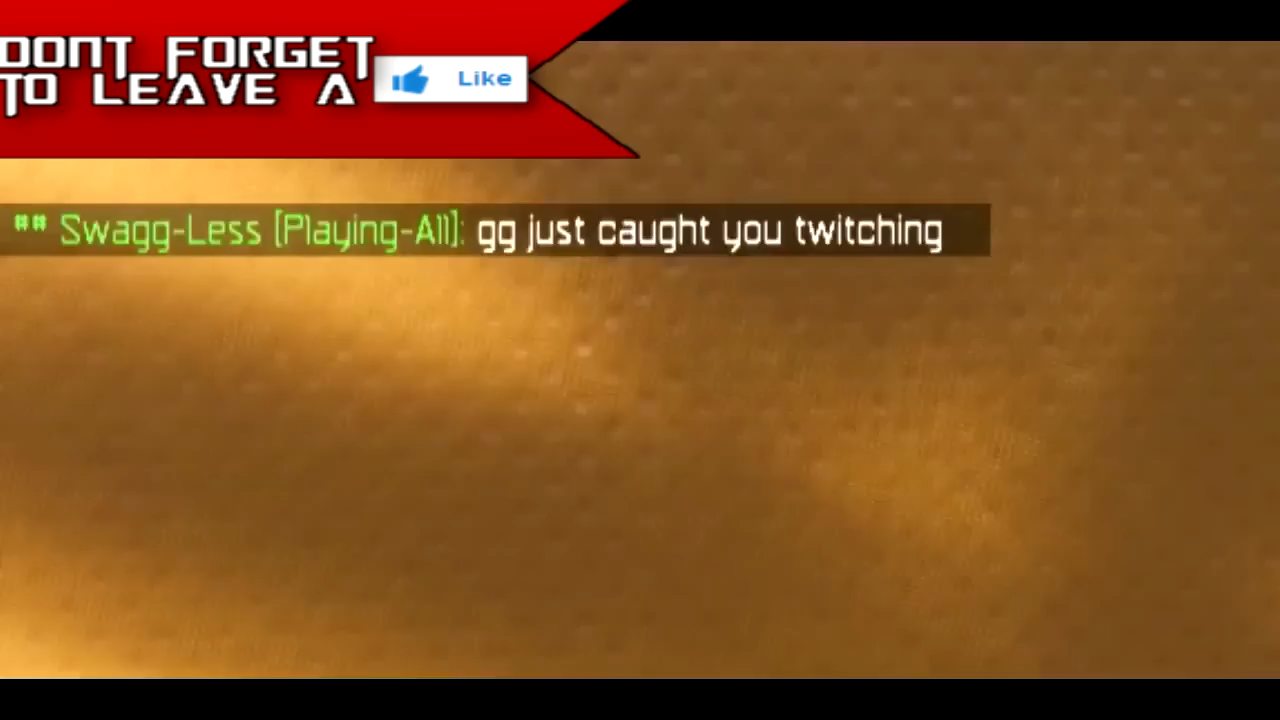 DONT FORGET
TO LEAVE A
Like
## Swagg-Less [Playing-All]: gg just caught you twitching